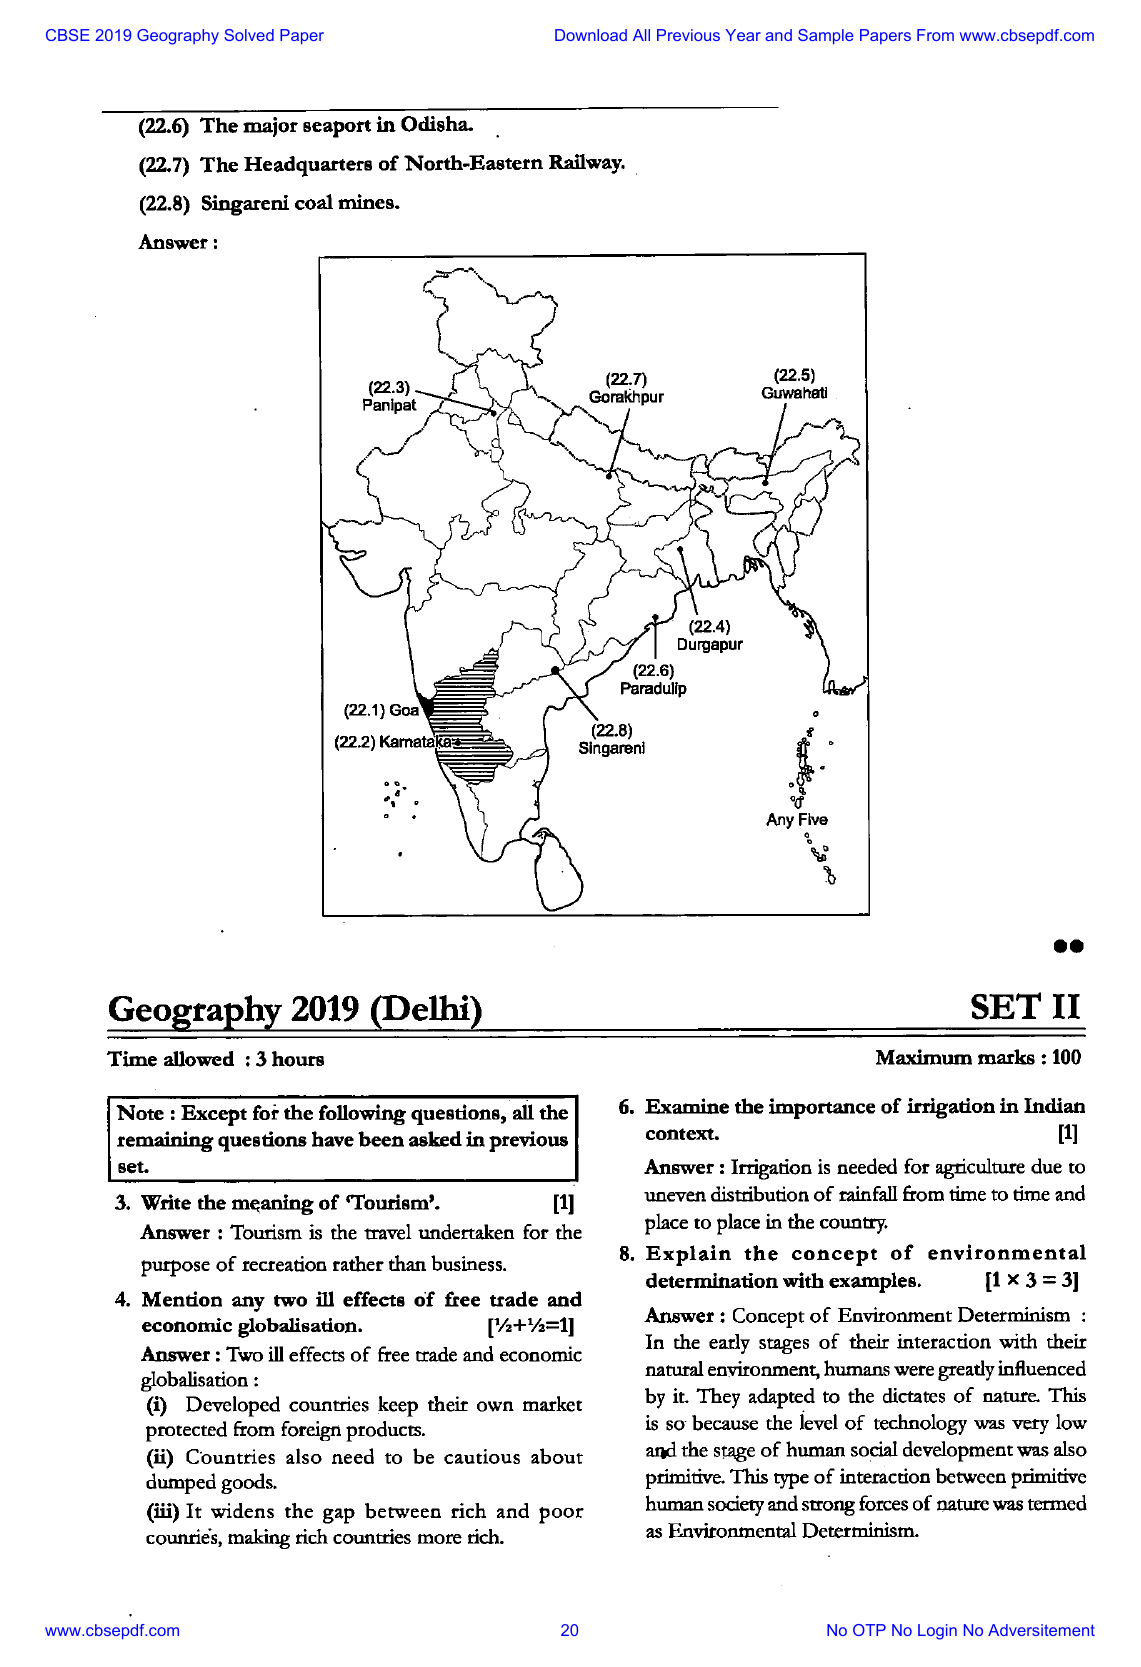 CBSE 2019 Geography Solved Paper
Download All Previous Year and Sample Papers From www.cbsepdf.com
(22.6) The major seaport in Odisha.
(22.7) The Headquarters of North-Eastern Railway.
(22.8) Singareni coal mines.
Answer :
(22.3)
Panipat
(22.7)
Gorakhpur
(22.5)
Guwahati
(22.4)
Durgapur
(22.6)
Paradulip
(22.1) Goa
(22.2) Karnataka
(22.8)
Singareni
Any Five
Geography 2019 (Delhi)
SET II
Time allowed : 3 hours
Maximum marks : 100
Note : Except for the following questions, all the
remaining questions have been asked in previous
set.
3. Write the meaning of ‘Tourism’. [1]
Answer : Tourism is the travel undertaken for the
purpose of recreation rather than business.
4. Mention any two ill effects of free trade and
economic globalisation. [½+½=1]
Answer : Two ill effects of free trade and economic
globalisation :
(i) Developed countries keep their own market
protected from foreign products.
(ii) Countries also need to be cautious about
dumped goods.
(iii) It widens the gap between rich and poor
counries, making rich countries more rich.
6. Examine the importance of irrigation in Indian
context. [1]
Answer : Irrigation is needed for agriculture due to
uneven distribution of rainfall from time to time and
place to place in the country.
8. Explain the concept of environmental
determination with examples. [1 × 3 = 3]
Answer : Concept of Environment Determinism :
In the early stages of their interaction with their
natural environment, humans were greatly influenced
by it. They adapted to the dictates of nature. This
is so because the level of technology was very low
and the stage of human social development was also
primitive. This type of interaction between primitive
human society and strong forces of nature was termed
as Environmental Determinism.
www.cbsepdf.com
20
No OTP No Login No Adversitement